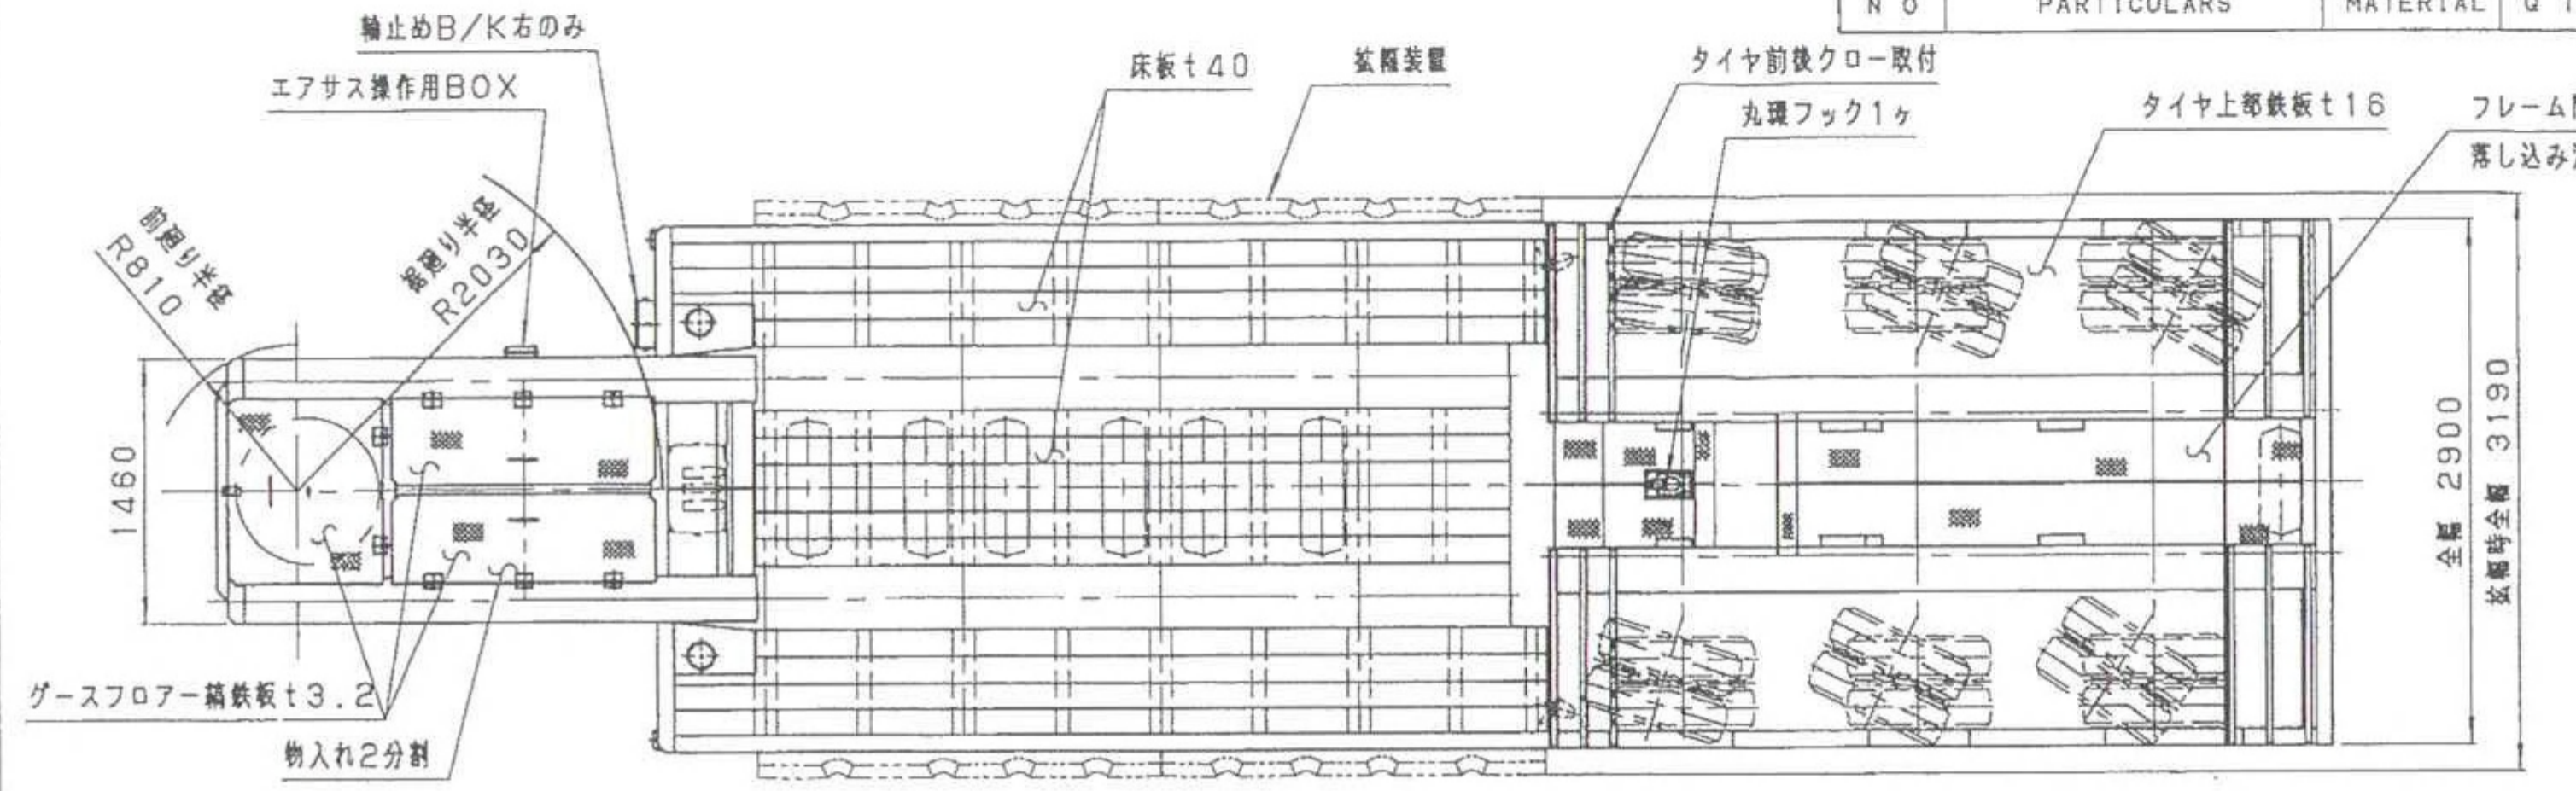 NO PARTICULARS MATERIAL
輪止めB/K右のみ
エアサス操作用BOX
床板t40
拡幅装置
タイヤ前後クロー取付
丸環フック1ヶ
タイヤ上部鉄板t16
フレーム
落し込み
前廻り半径
R810
R2030
1460
全幅 2900
拡幅時全幅 3190
グースフロアー縞鉄板t3.2
物入れ2分割